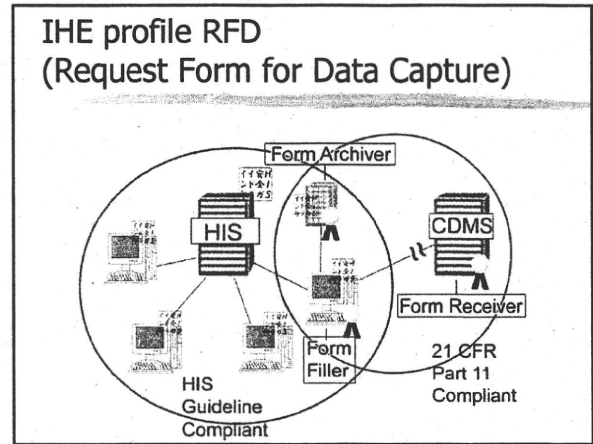 IHE profile RFD
(Request Form for Data Capture)
Form Archiver
HIS
CDMS
Form Receiver
Form
Filler
21 CFR
Part 11
Compliant
HIS
Guideline
Compliant